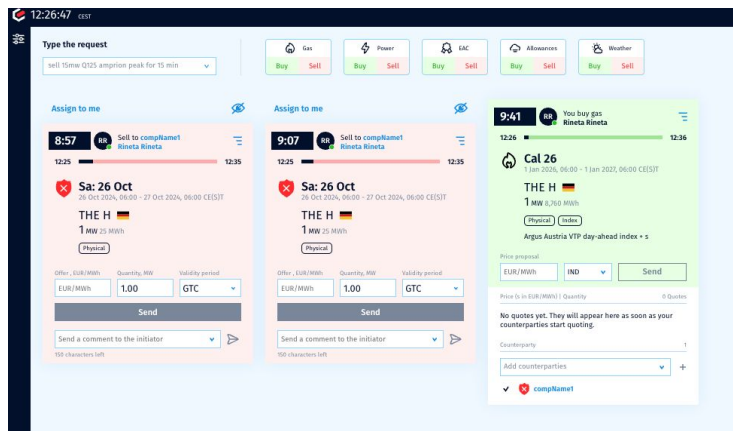 12:26:47 CEST
Type the request
sell 15mw Q125 amprion peak for 15 min
Gas
Buy Sell
Power
Buy Sell
EAC
Buy Sell
Allowances
Buy Sell
Weather
Buy Sell
Assign to me
8:57 RR Sell to compName1
Rineta Rineta
12:25 12:35
Sa: 26 Oct
26 Oct 2024, 06:00 - 27 Oct 2024, 06:00 CE(S)T
THE H
1 MW 25 MWh
Physical
Offer , EUR/MWh Quantity, MW Validity period
EUR/MWh 1.00 GTC
Send
Send a comment to the initiator
150 characters left
Assign to me
9:07 RR Sell to compName1
Rineta Rineta
12:25 12:35
Sa: 26 Oct
26 Oct 2024, 06:00 - 27 Oct 2024, 06:00 CE(S)T
THE H
1 MW 25 MWh
Physical
Offer , EUR/MWh Quantity, MW Validity period
EUR/MWh 1.00 GTC
Send
Send a comment to the initiator
150 characters left
9:41 RR You buy gas
Rineta Rineta
12:26 12:36
Cal 26
1 Jan 2026, 06:00 - 1 Jan 2027, 06:00 CE(S)T
THE H
1 MW 8,760 MWh
Physical Index
Argus Austria VTP day-ahead index + s
Price proposal
EUR/MWh IND Send
Price (s in EUR/MWh) | Quantity 0 Quotes
No quotes yet. They will appear here as soon as your
counterparties start quoting.
Counterparty 1
Add counterparties +
compName1